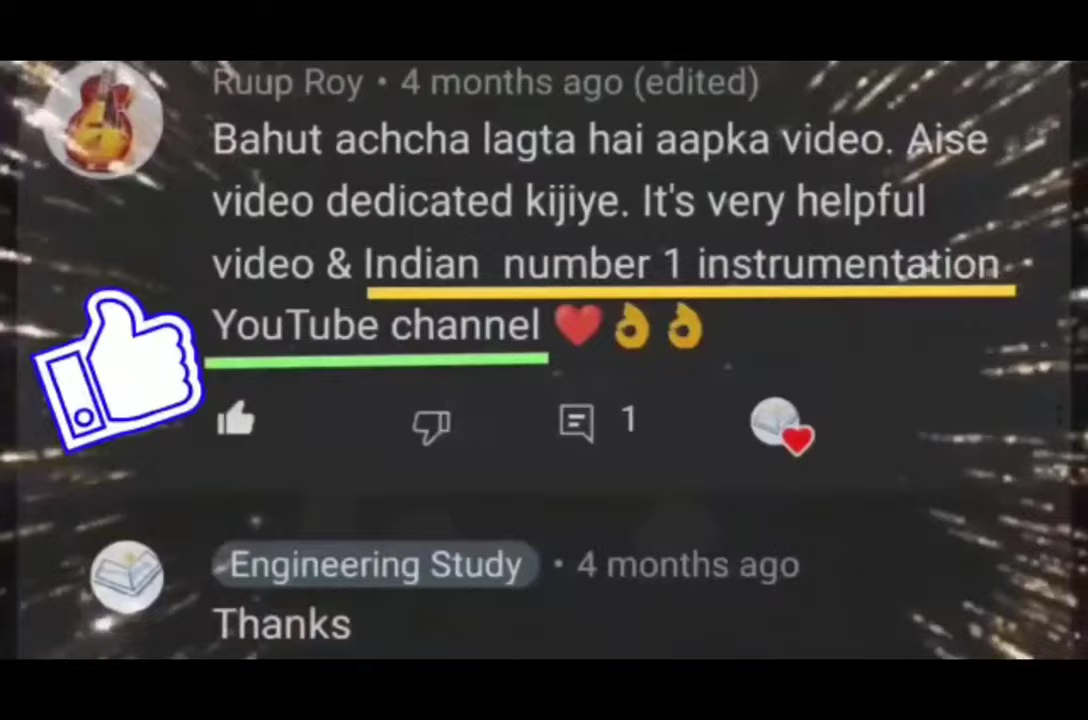 Ruup Roy • 4 months ago (edited)
Bahut achcha lagta hai aapka video. Aise
video dedicated kijiye. It's very helpful
video & Indian number 1 instrumentation
YouTube channel ❤️👌👌
1
Engineering Study • 4 months ago
Thanks